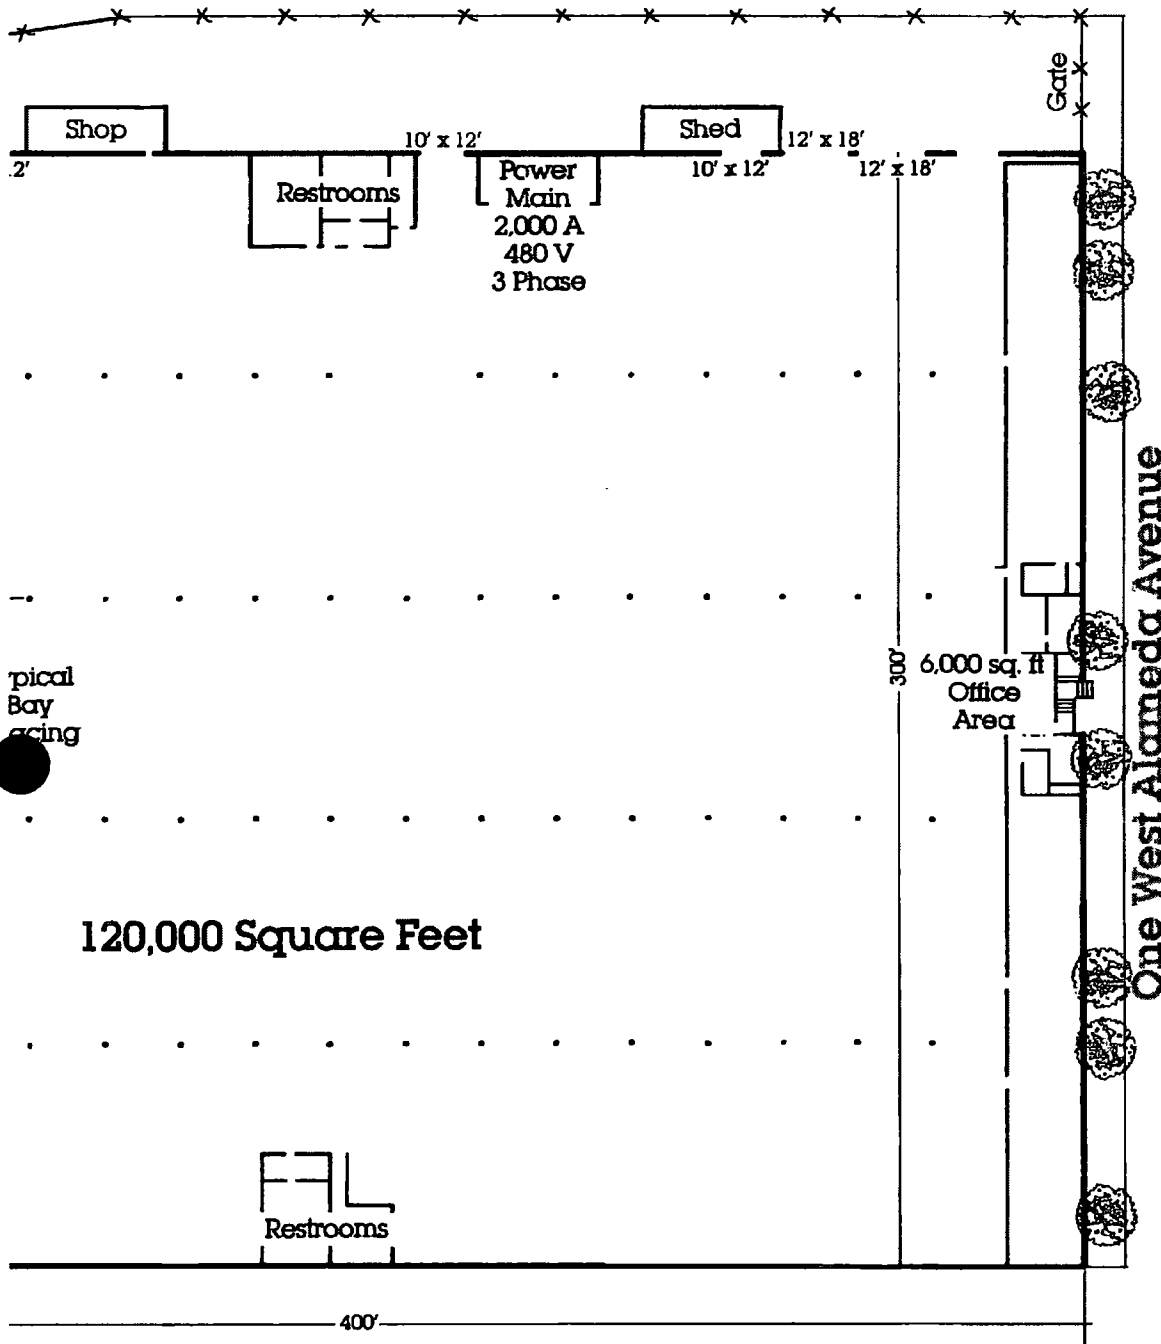 Gate
Shop
Shed
10' x 12'
12' x 18'
.2'
Restrooms
Power
Main
2,000 A
480 V
3 Phase
10' x 12'
12' x 18'
One West Alameda Avenue
300'
6,000 sq. ft
Office
Area
pical
Bay
acing
120,000 Square Feet
Restrooms
400'